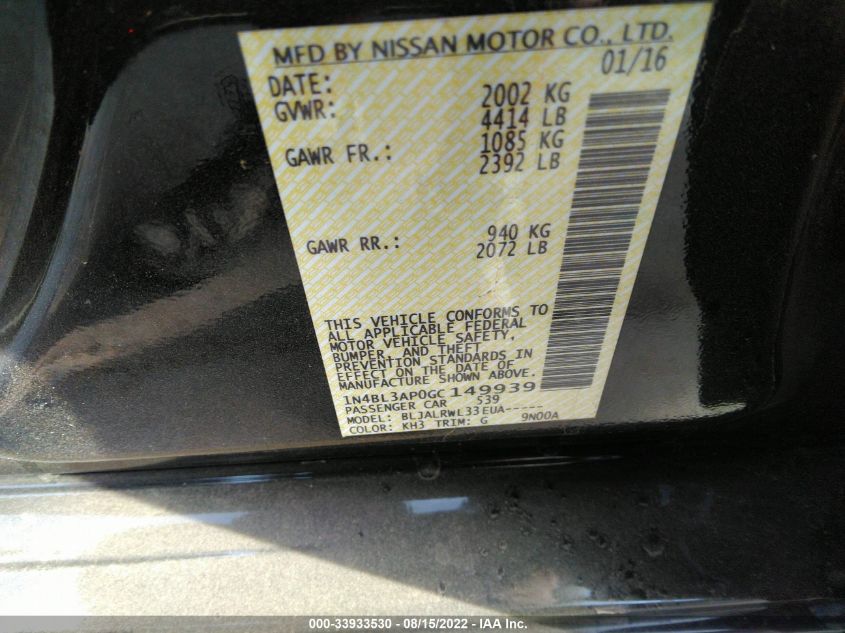 MFD BY NISSAN MOTOR CO., LTD.
DATE: 01/16
GVWR: 2002 KG
4414 LB
GAWR FR.: 1085 KG
2392 LB
GAWR RR.: 940 KG
2072 LB
THIS VEHICLE CONFORMS TO
ALL APPLICABLE FEDERAL
MOTOR VEHICLE SAFETY,
BUMPER, AND THEFT
PREVENTION STANDARDS IN
EFFECT ON THE DATE OF
MANUFACTURE SHOWN ABOVE.
1N4BL3AP0GC149939
PASSENGER CAR 539
MODEL: BLJALRWL33EUA-----
COLOR: KH3 TRIM: G 9N00A
000-33933530 - 08/15/2022 - IAA Inc.